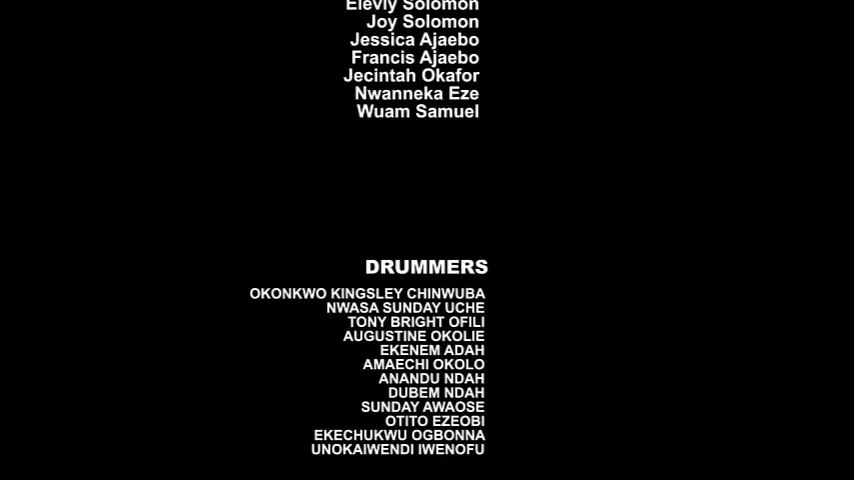 Eleviy Solomon
Joy Solomon
Jessica Ajaebo
Francis Ajaebo
Jecintah Okafor
Nwanneka Eze
Wuam Samuel
DRUMMERS
OKONKWO KINGSLEY CHINWUBA
NWASA SUNDAY UCHE
TONY BRIGHT OFILI
AUGUSTINE OKOLIE
EKENEM ADAH
AMAECHI OKOLO
ANANDU NDAH
DUBEM NDAH
SUNDAY AWAOSE
OTITO EZEOBI
EKECHUKWU OGBONNA
UNOKAIWENDI IWENOFU